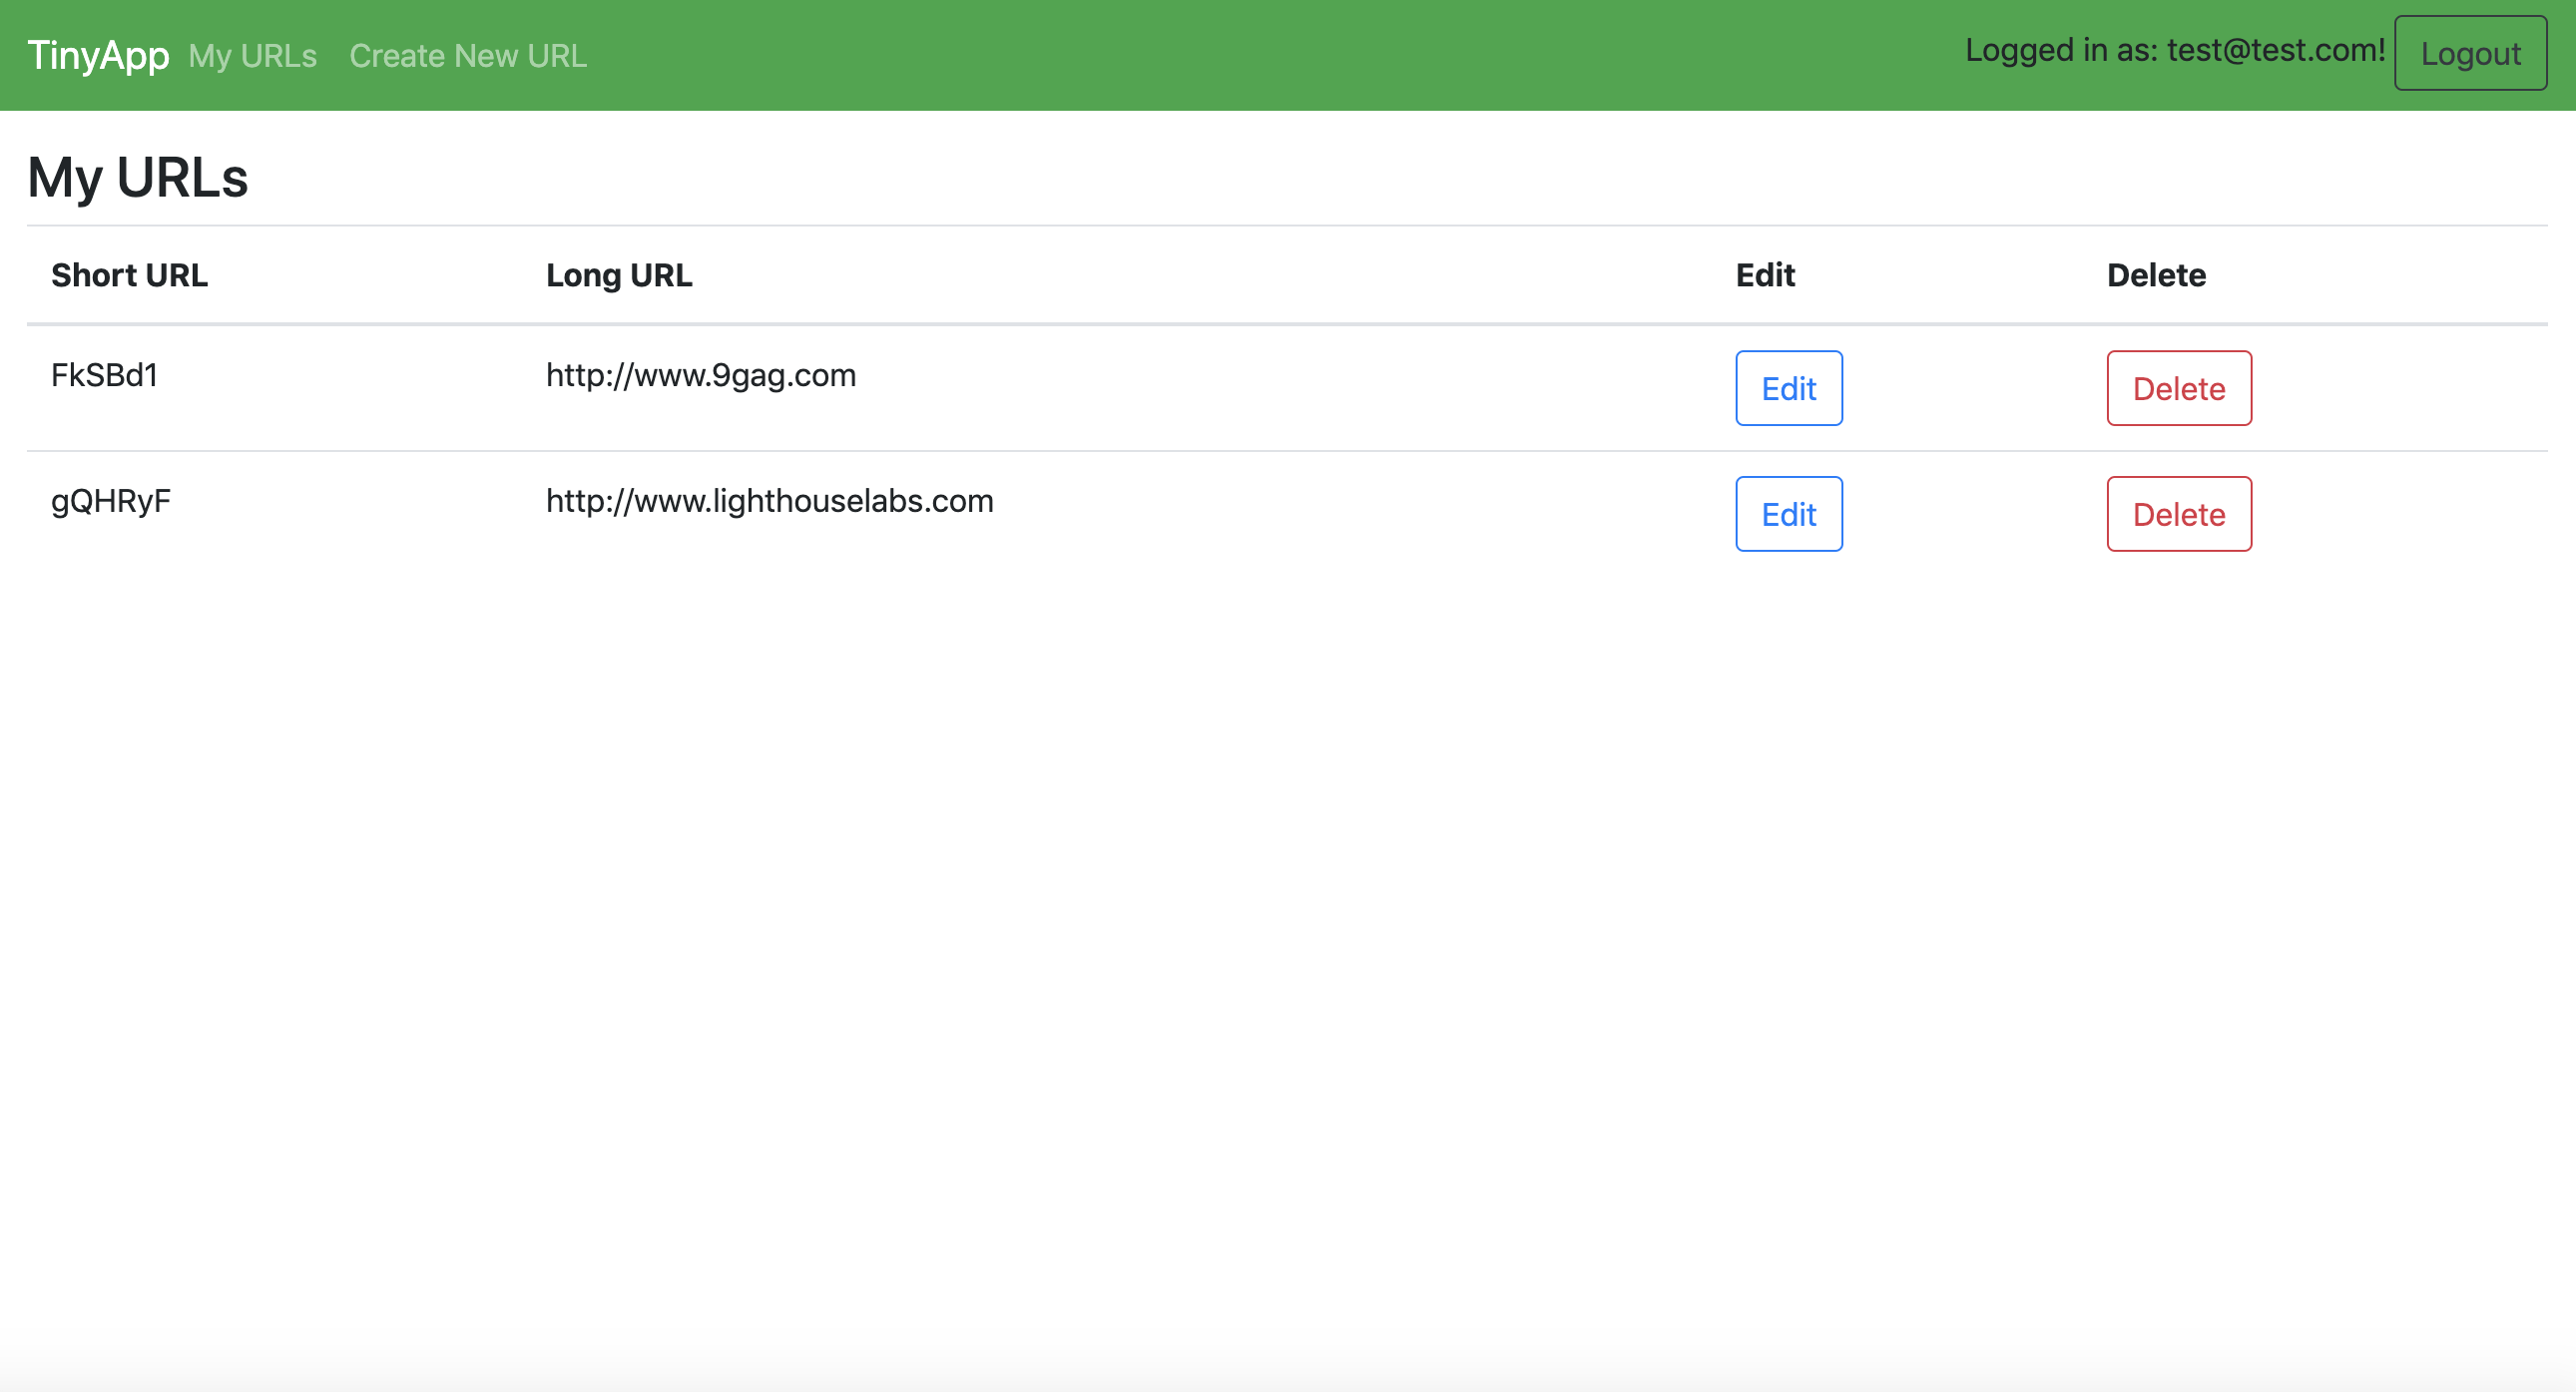 TinyApp My URLs Create New URL Logged in as: test@test.com! Logout
My URLs
Short URL Long URL Edit Delete
FkSBd1 http://www.9gag.com Edit Delete
gQHRyF http://www.lighthouselabs.com Edit Delete